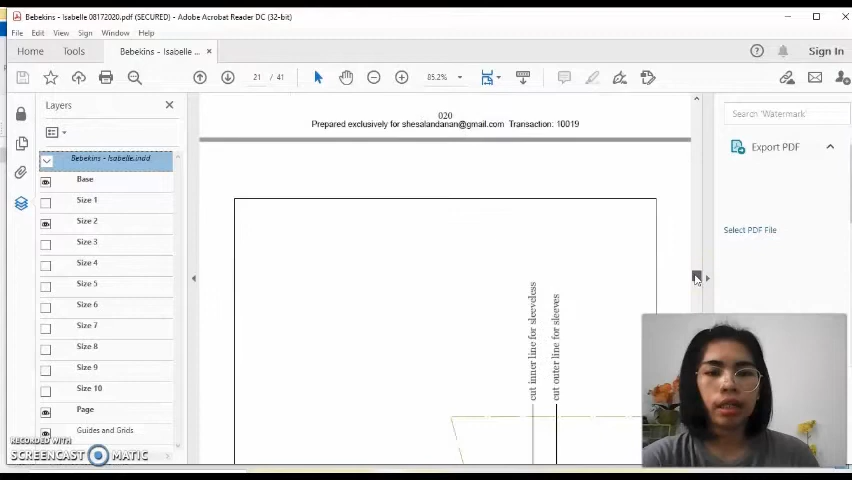 Bebekins - Isabelle 08172020.pdf (SECURED) - Adobe Acrobat Reader DC (32-bit)
File Edit View Sign Window Help
Home Tools Bebekins - Isabelle ... × Sign In
21 / 41 85.2%
Layers
Bebekins - Isabelle.indd
Base
Size 1
Size 2
Size 3
Size 4
Size 5
Size 6
Size 7
Size 8
Size 9
Size 10
Page
Guides and Grids
020
Prepared exclusively for shesalandanan@gmail.com Transaction: 10019
cut inner line for sleeveless
cut outer line for sleeves
Search 'Watermark
Export PDF
Select PDF File
RECORDED WITH
SCREENCAST MATIC